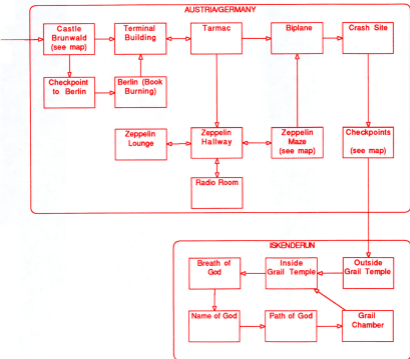 AUSTRIA/GERMANY
Castle
Brunwald
(see map)
Terminal
Building
Tarmac
Biplane
Crash Site
Checkpoint
to Berlin
Berlin (Book
Burning)
Zeppelin
Lounge
Zeppelin
Hallway
Zeppelin
Maze
(see map)
Checkpoints
(see map)
Radio Room
ISKENDERUN
Breath of
God
Inside
Grail Temple
Outside
Grail Temple
Name of God
Path of God
Grail
Chamber